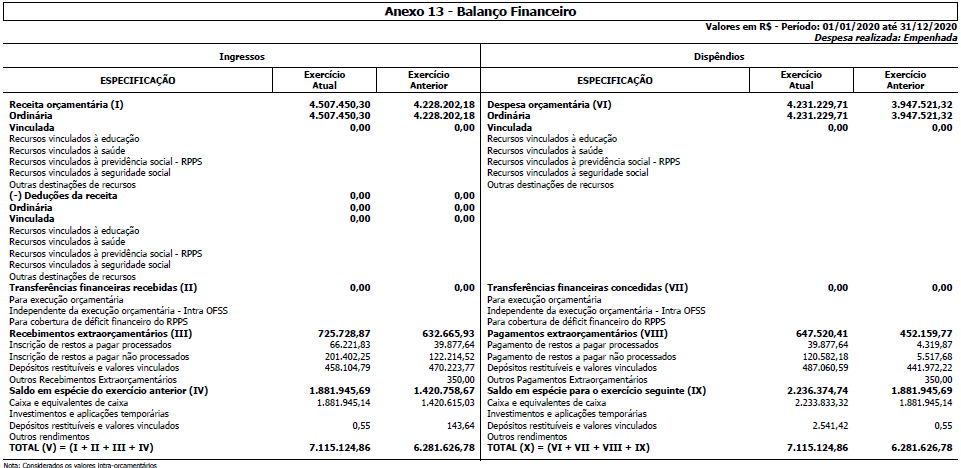 Anexo 13 - Balanço Financeiro
Valores em R$ - Período: 01/01/2020 até 31/12/2020
Despesa realizada: Empenhada
Ingressos Dispêndios
ESPECIFICAÇÃO Exercício Atual Exercício Anterior ESPECIFICAÇÃO Exercício Atual Exercício Anterior
Receita orçamentária (I) 4.507.450,30 4.228.202,18 Despesa orçamentária (VI) 4.231.229,71 3.947.521,32
Ordinária 4.507.450,30 4.228.202,18 Ordinária 4.231.229,71 3.947.521,32
Vinculada 0,00 0,00 Vinculada 0,00 0,00
Recursos vinculados à educação Recursos vinculados à educação
Recursos vinculados à saúde Recursos vinculados à saúde
Recursos vinculados à previdência social - RPPS Recursos vinculados à previdência social - RPPS
Recursos vinculados à seguridade social Recursos vinculados à seguridade social
Outras destinações de recursos Outras destinações de recursos
(-) Deduções da receita 0,00 0,00
Ordinária 0,00 0,00
Vinculada 0,00 0,00
Recursos vinculados à educação
Recursos vinculados à saúde
Recursos vinculados à previdência social - RPPS
Recursos vinculados à seguridade social
Outras destinações de recursos
Transferências financeiras recebidas (II) 0,00 0,00 Transferências financeiras concedidas (VII) 0,00 0,00
Para execução orçamentária Para execução orçamentária
Independente da execução orçamentária - Intra OFSS Independente da execução orçamentária - Intra OFSS
Para cobertura de déficit financeiro do RPPS Para cobertura de déficit financeiro do RPPS
Recebimentos extraorçamentários (III) 725.728,87 632.665,93 Pagamentos extraorçamentários (VIII) 647.520,41 452.159,77
Inscrição de restos a pagar processados 66.221,83 39.877,64 Pagamento de restos a pagar processados 39.877,64 4.319,87
Inscrição de restos a pagar não processados 201.402,25 122.214,52 Pagamento de restos a pagar não processados 120.582,18 5.517,68
Depósitos restituíveis e valores vinculados 458.104,79 470.223,77 Depósitos restituíveis e valores vinculados 487.060,59 441.972,22
Outros Recebimentos Extraorçamentários 350,00 Outros Pagamentos Extraorçamentários 350,00
Saldo em espécie do exercício anterior (IV) 1.881.945,69 1.420.758,67 Saldo em espécie para o exercício seguinte (IX) 2.236.374,74 1.881.945,69
Caixa e equivalentes de caixa 1.881.945,14 1.420.615,03 Caixa e equivalentes de caixa 2.233.833,32 1.881.945,14
Investimentos e aplicações temporárias Investimentos e aplicações temporárias
Depósitos restituíveis e valores vinculados 0,55 143,64 Depósitos restituíveis e valores vinculados 2.541,42 0,55
Outros rendimentos Outros rendimentos
TOTAL (V) = (I + II + III + IV) 7.115.124,86 6.281.626,78 TOTAL (X) = (VI + VII + VIII + IX) 7.115.124,86 6.281.626,78
Nota: Considerados os valores intra-orçamentários